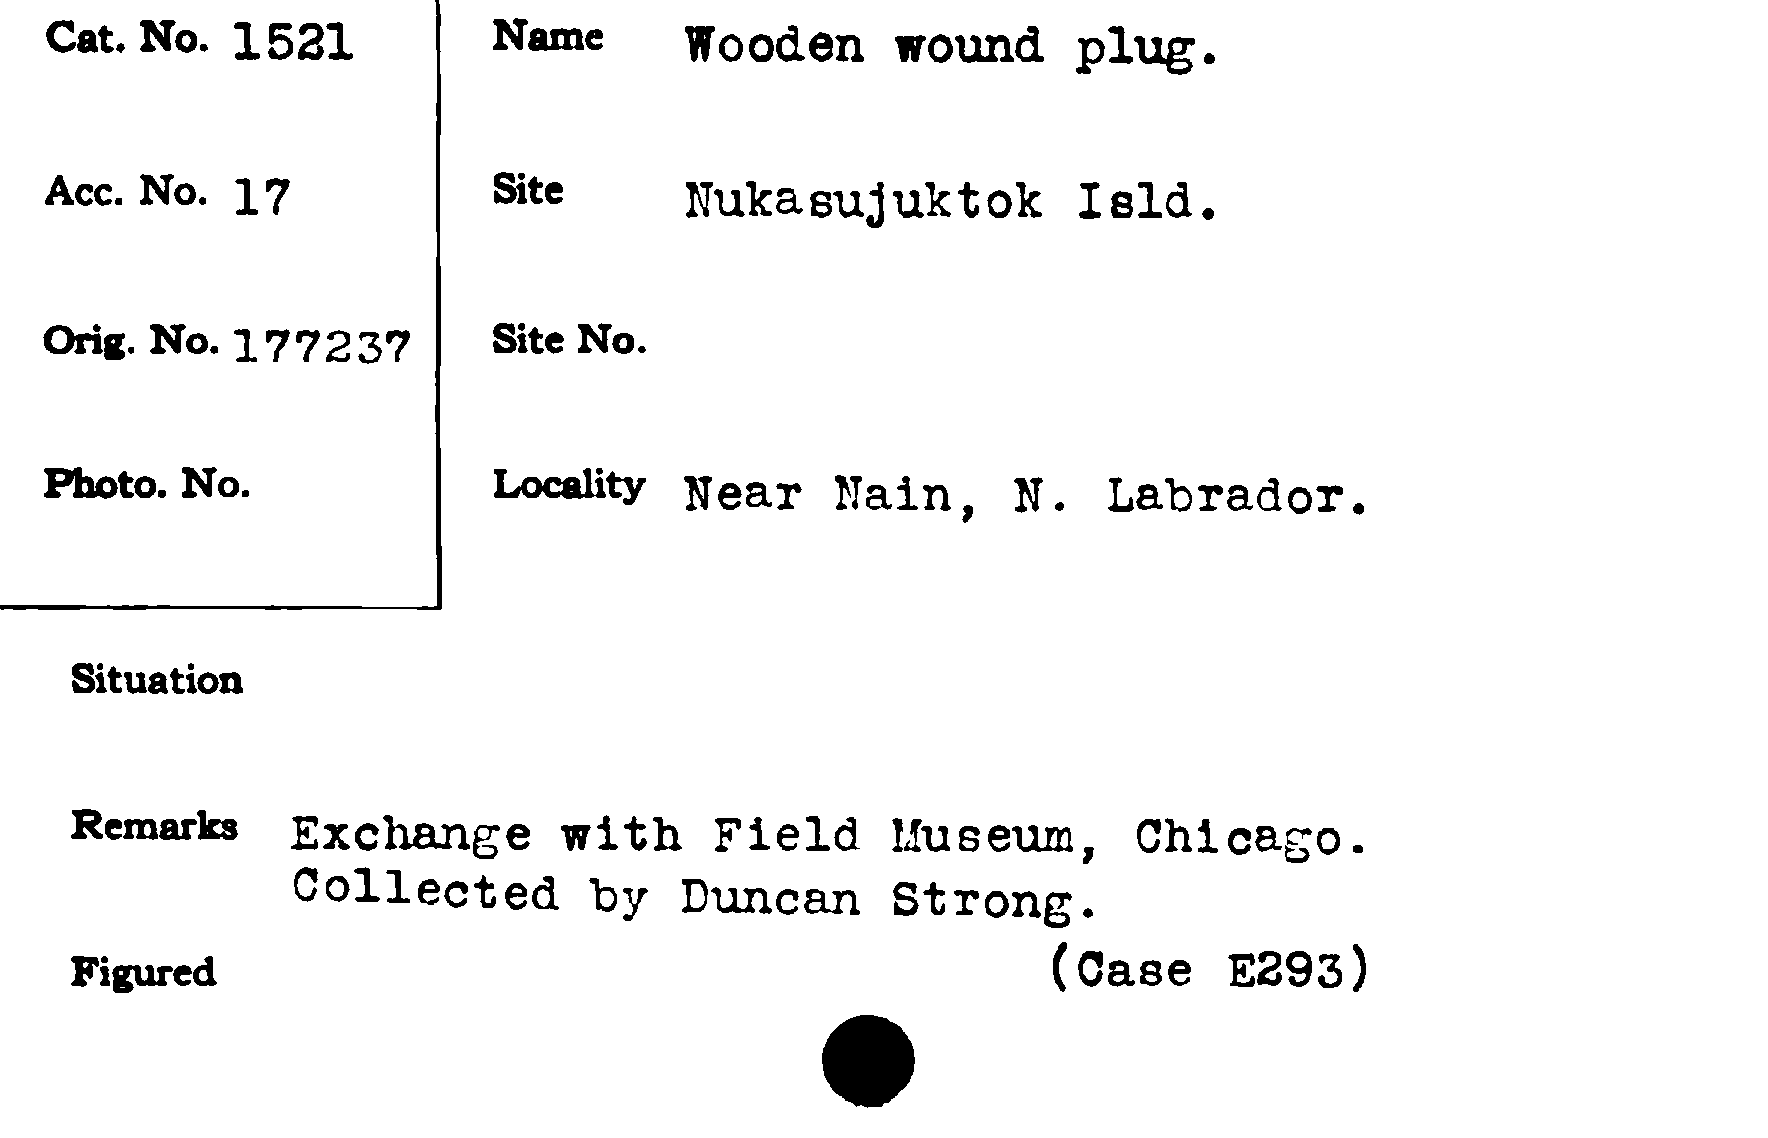 Cat. No. 1521
Name Wooden wound plug.
Acc. No. 17
Site Nukasujuktok Isld.
Orig. No. 177237
Site No.
Photo. No.
Locality Near Nain, N. Labrador.
Situation
Remarks Exchange with Field Museum, Chicago.
Collected by Duncan Strong.
Figured
(Case E293)